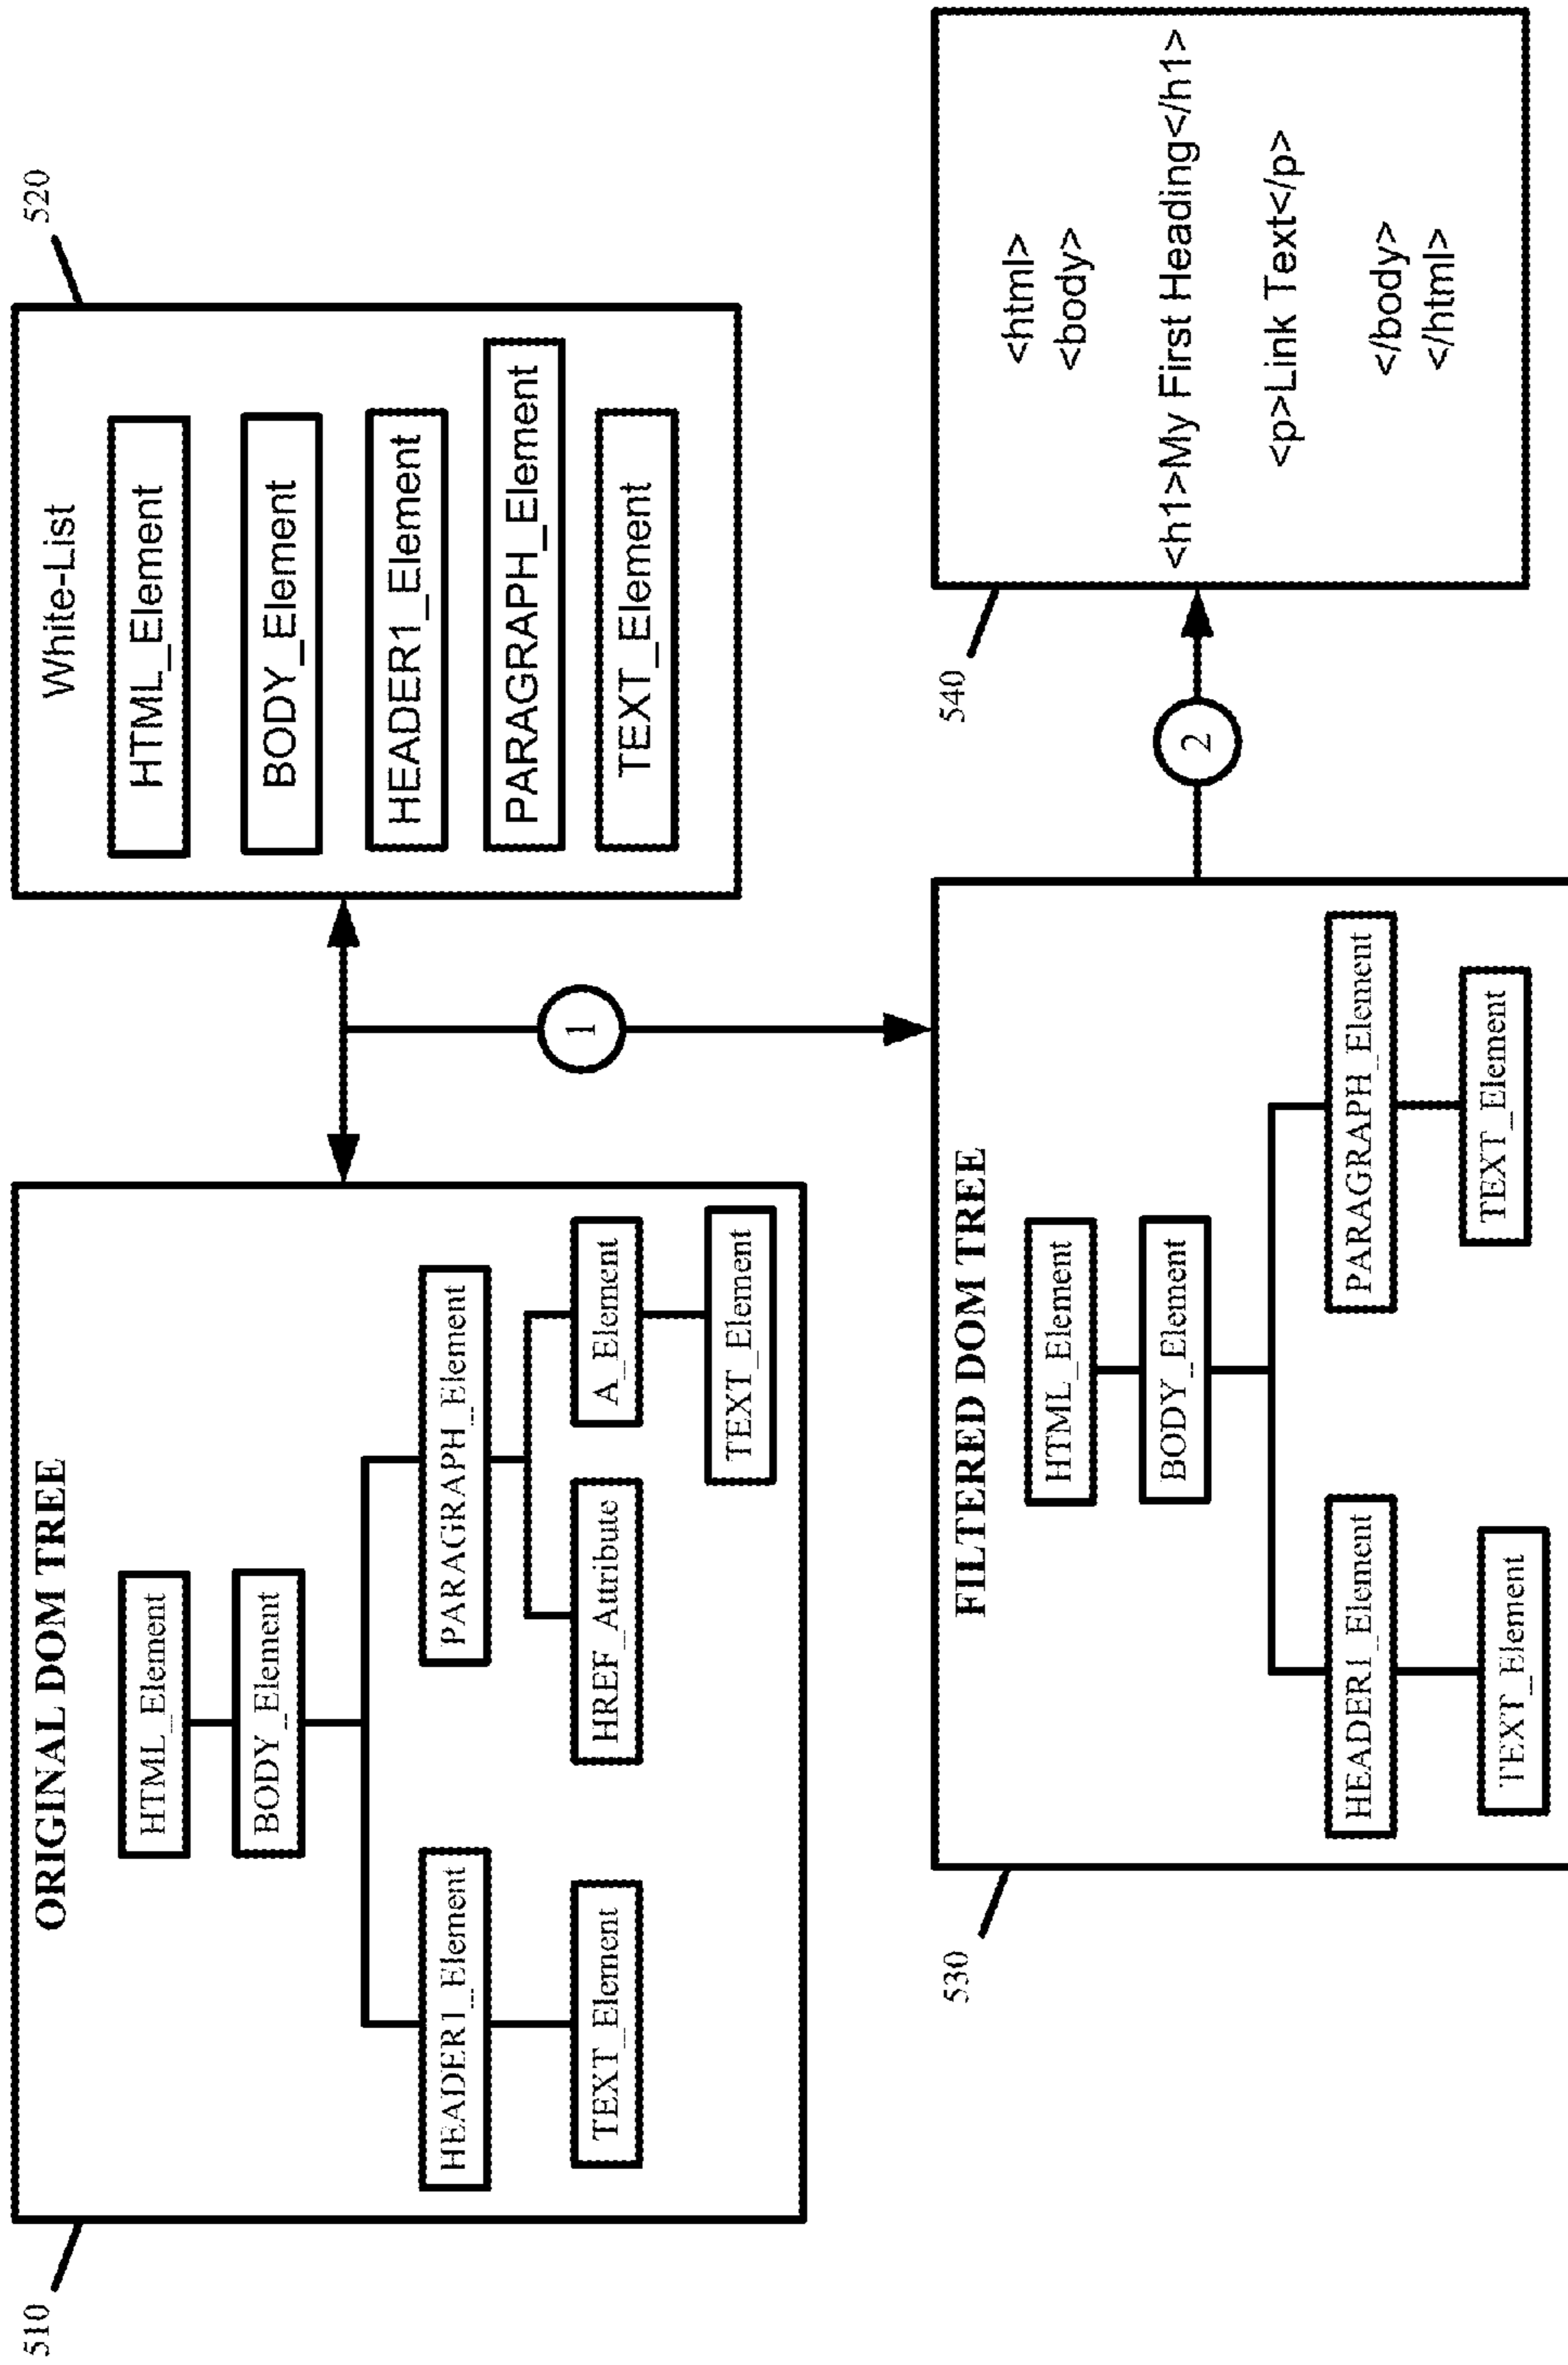 510
ORIGINAL DOM TREE
HTML_Element
BODY_Element
HEADER1_Element
PARAGRAPH_Element
TEXT_Element
HREF_Attribute
A_Element
TEXT_Element
1
520
White-List
HTML_Element
BODY_Element
HEADER1_Element
PARAGRAPH_Element
TEXT_Element
530
FILTERED DOM TREE
HTML_Element
BODY_Element
HEADER1_Element
PARAGRAPH_Element
TEXT_Element
TEXT_Element
2
540
<html>
<body>
<h1>My First Heading</h1>
<p>Link Text</p>
</body>
</html>